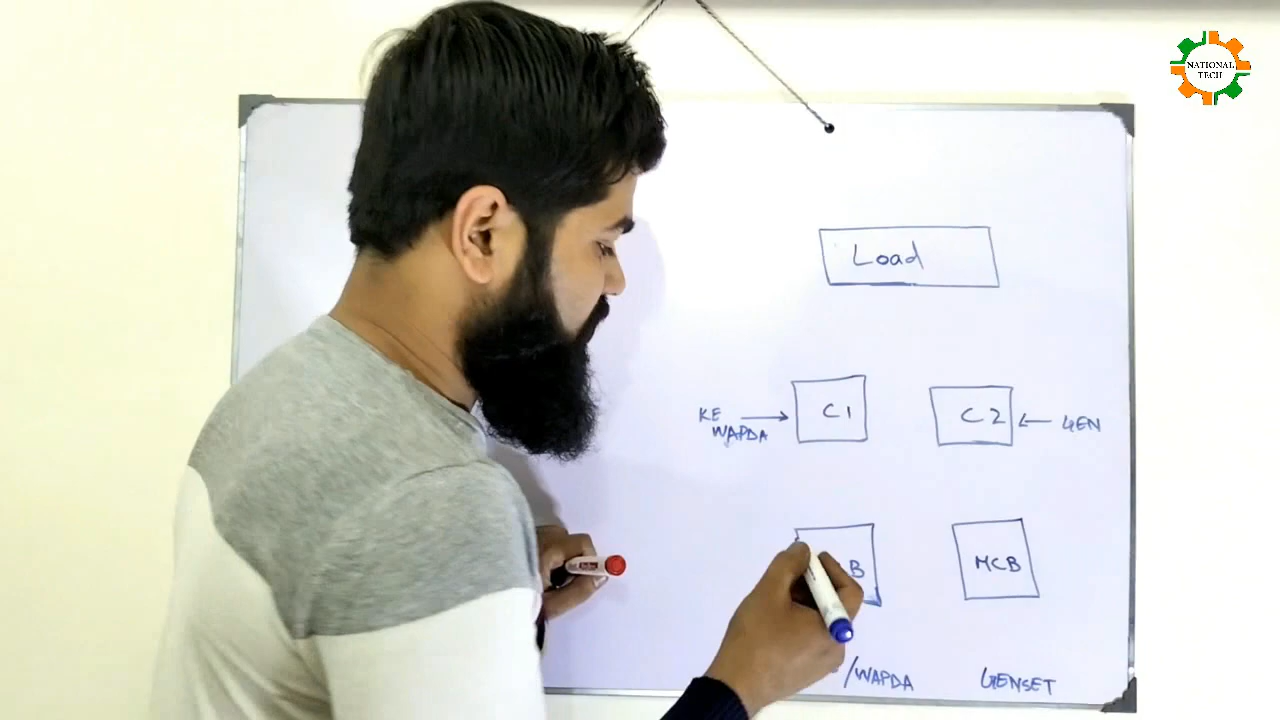 NATIONAL
TECH
Load
KE
WAPDA
C1
C2
GEN
MCB
/WAPDA
GENSET